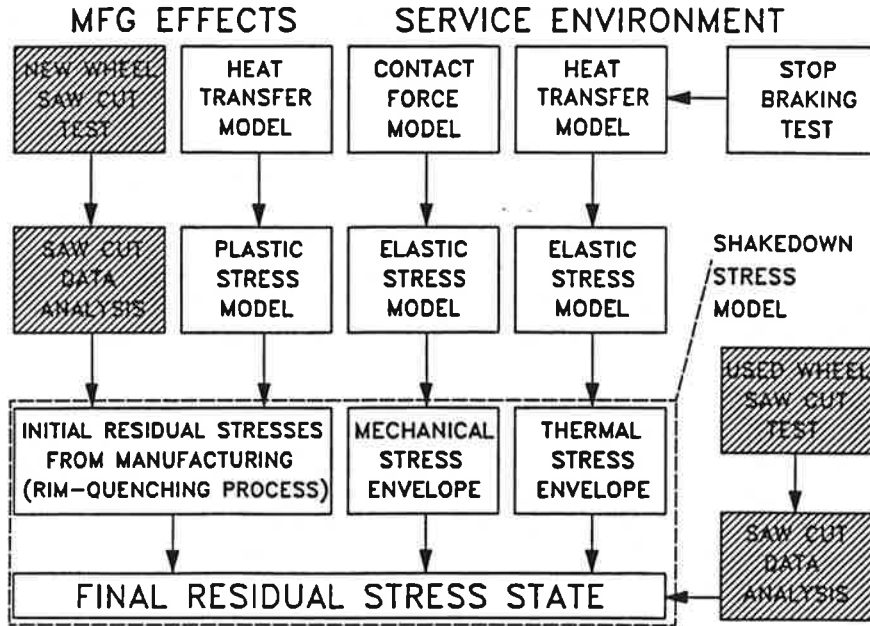 MFG EFFECTS
SERVICE ENVIRONMENT
NEW WHEEL
SAW CUT
TEST
HEAT
TRANSFER
MODEL
CONTACT
FORCE
MODEL
HEAT
TRANSFER
MODEL
STOP
BRAKING
TEST
SAW CUT
DATA
ANALYSIS
PLASTIC
STRESS
MODEL
ELASTIC
STRESS
MODEL
ELASTIC
STRESS
MODEL
SHAKEDOWN
STRESS
MODEL
USED WHEEL
SAW CUT
TEST
INITIAL RESIDUAL STRESSES
FROM MANUFACTURING
(RIM-QUENCHING PROCESS)
MECHANICAL
STRESS
ENVELOPE
THERMAL
STRESS
ENVELOPE
SAW CUT
DATA
ANALYSIS
FINAL RESIDUAL STRESS STATE